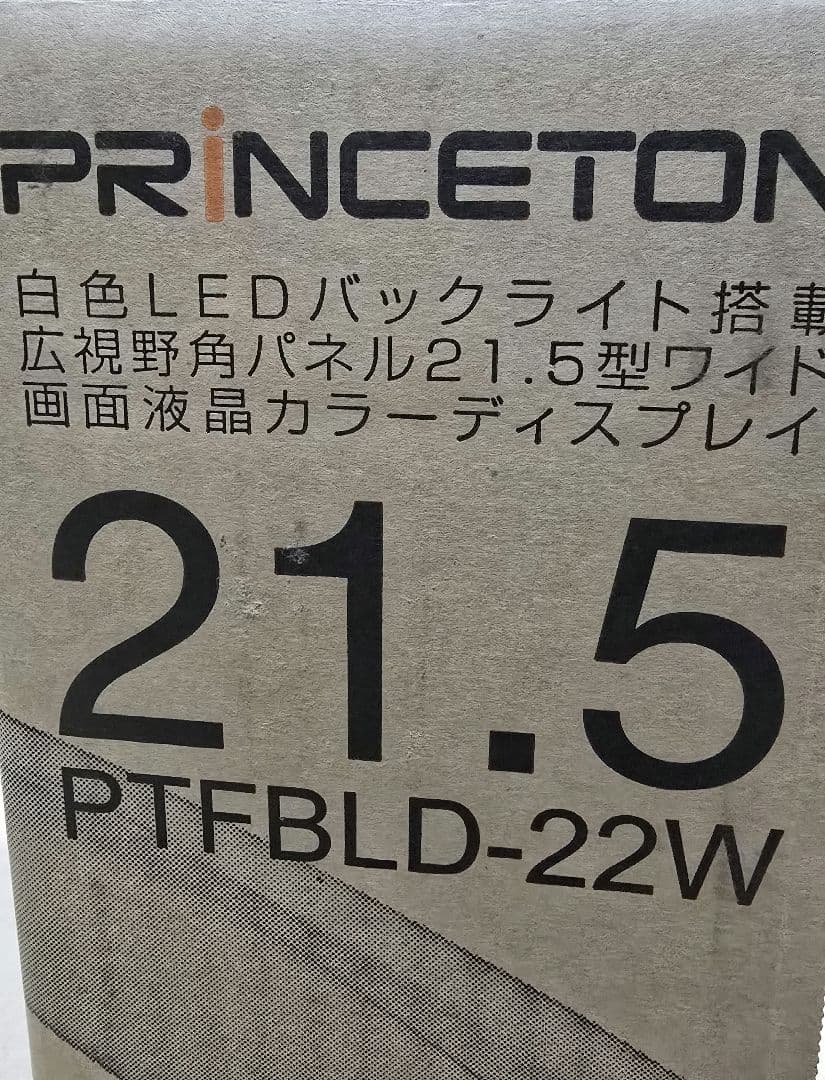 PRiNCETON
白色LEDバックライト搭載
広視野角パネル21.5型ワイド
画面液晶カラーディスプレイ
21.5
PTFBLD-22W